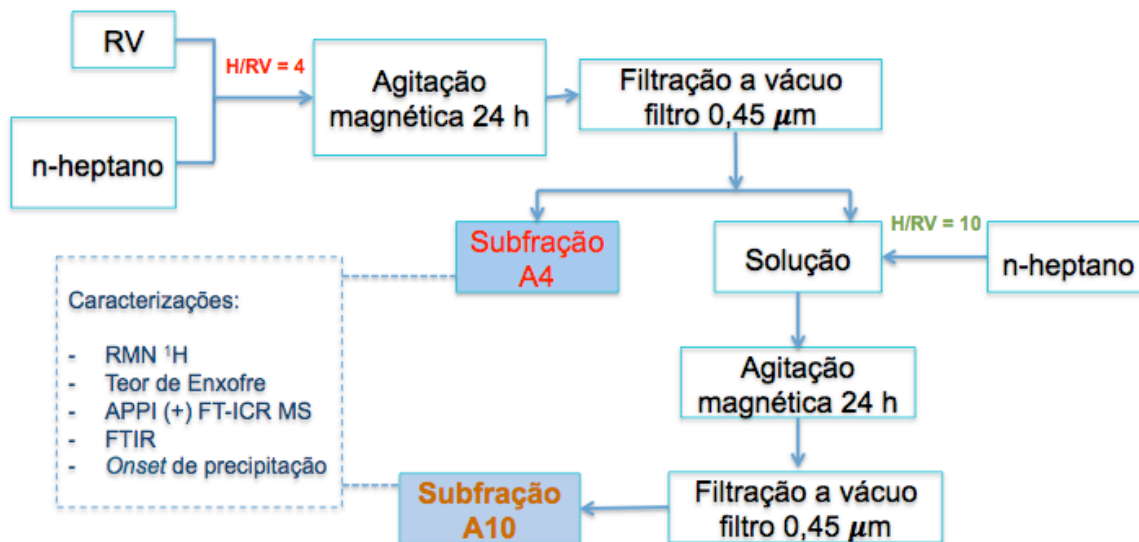 RV
n-heptano
H/RV = 4
Agitação
magnética 24 h
Filtração a vácuo
filtro 0,45 𝝁m
Subfração
A4
Solução
H/RV = 10
n-heptano
Caracterizações:
- RMN ¹H
- Teor de Enxofre
- APPI (+) FT-ICR MS
- FTIR
- Onset de precipitação
Agitação
magnética 24 h
Filtração a vácuo
filtro 0,45 𝝁m
Subfração
A10